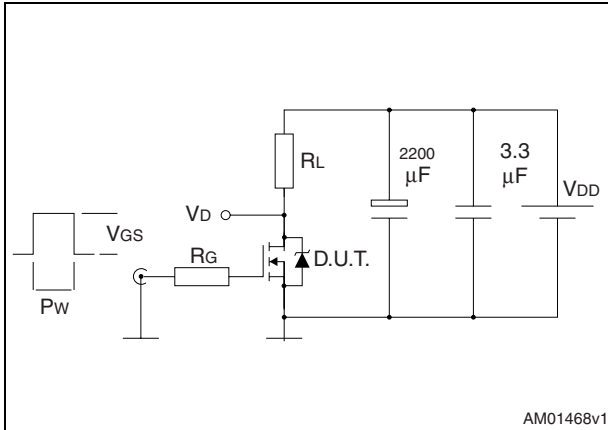 RL
2200
μF
3.3
μF
VDD
VD
VGS
RG
D.U.T.
PW
AM01468v1